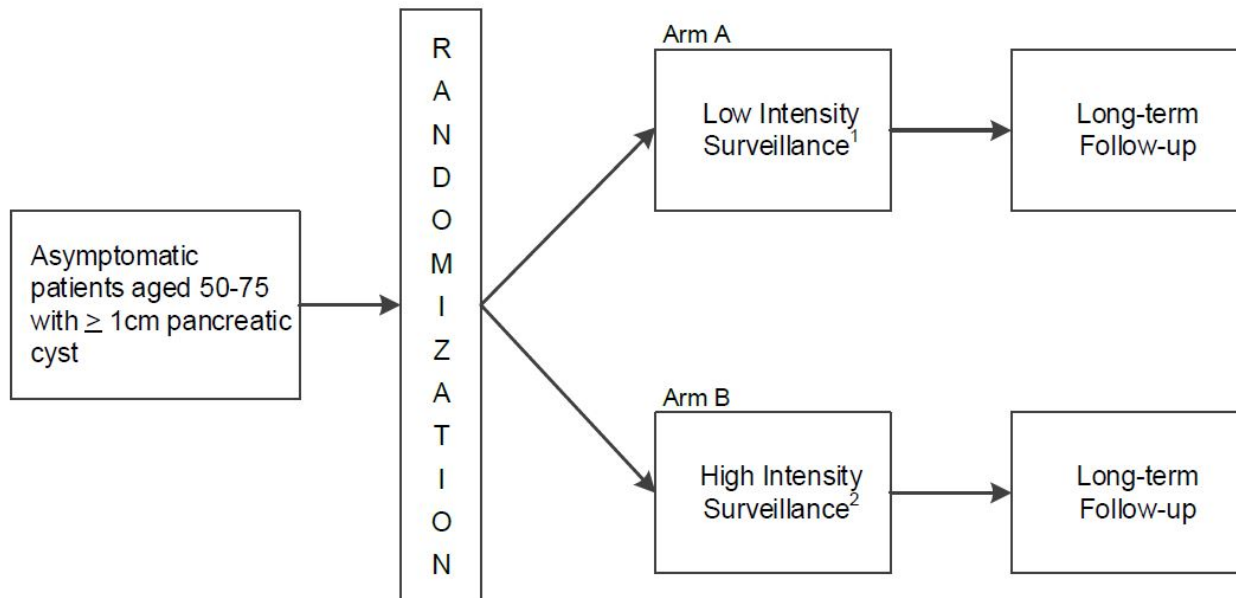 Asymptomatic
patients aged 50-75
with ≥ 1cm pancreatic
cyst
RANDOMIZATION
Arm A
Low Intensity
Surveillance¹
Long-term
Follow-up
Arm B
High Intensity
Surveillance²
Long-term
Follow-up